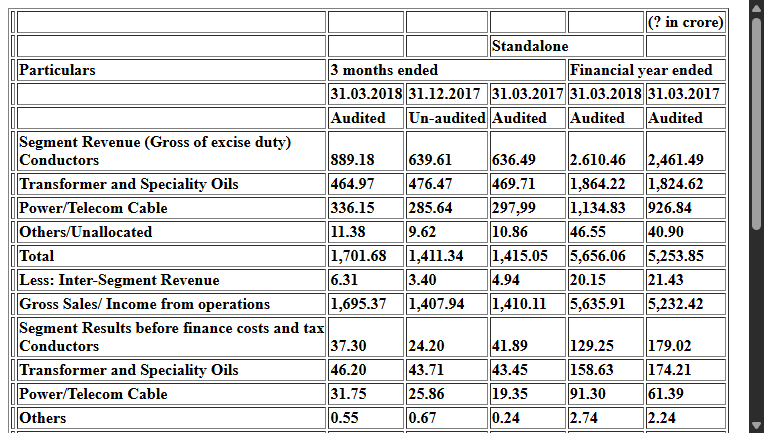 (? in crore)
Standalone
Particulars 3 months ended Financial year ended
31.03.2018 31.12.2017 31.03.2017 31.03.2018 31.03.2017
Audited Un-audited Audited Audited Audited
Segment Revenue (Gross of excise duty)
Conductors 889.18 639.61 636.49 2.610.46 2,461.49
Transformer and Speciality Oils 464.97 476.47 469.71 1,864.22 1,824.62
Power/Telecom Cable 336.15 285.64 297,99 1,134.83 926.84
Others/Unallocated 11.38 9.62 10.86 46.55 40.90
Total 1,701.68 1,411.34 1,415.05 5,656.06 5,253.85
Less: Inter-Segment Revenue 6.31 3.40 4.94 20.15 21.43
Gross Sales/ Income from operations 1,695.37 1,407.94 1,410.11 5,635.91 5,232.42
Segment Results before finance costs and tax
Conductors 37.30 24.20 41.89 129.25 179.02
Transformer and Speciality Oils 46.20 43.71 43.45 158.63 174.21
Power/Telecom Cable 31.75 25.86 19.35 91.30 61.39
Others 0.55 0.67 0.24 2.74 2.24